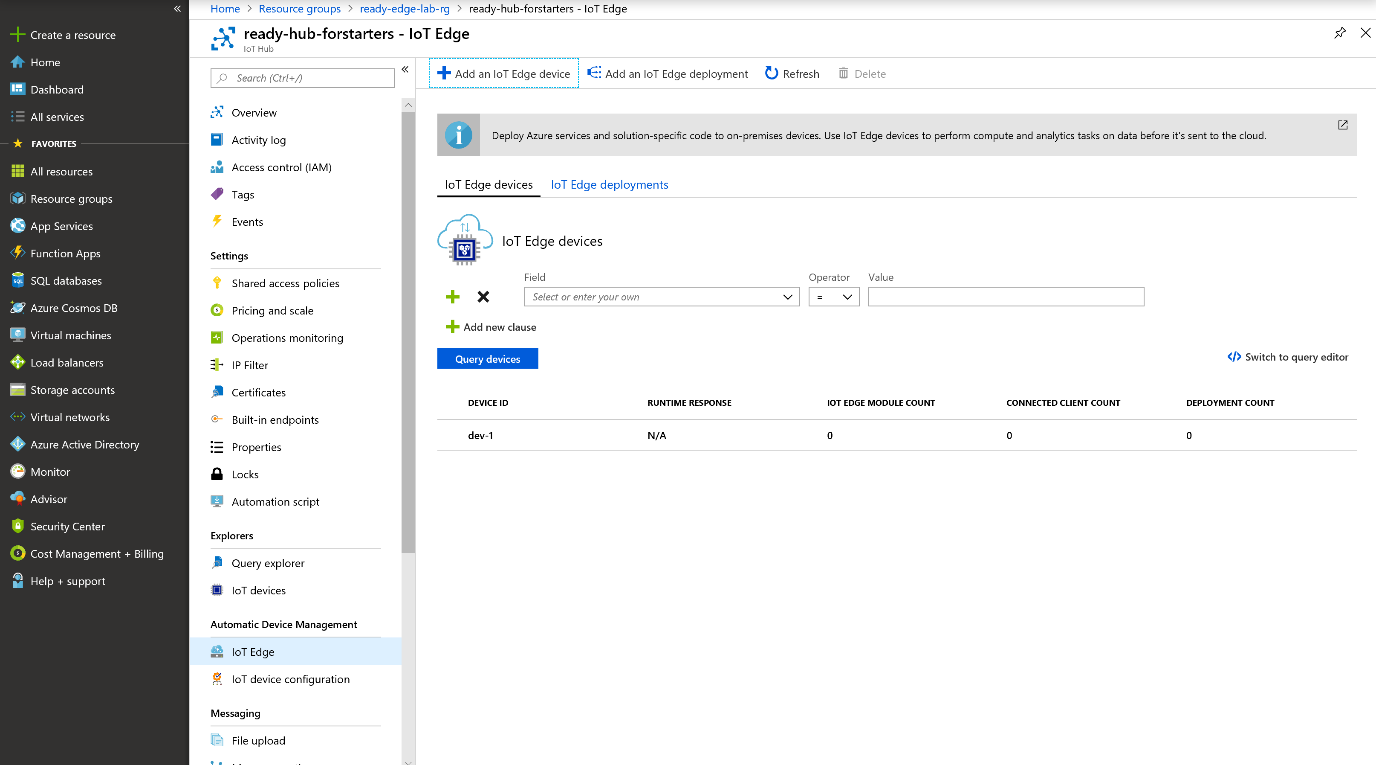 Home > Resource groups > ready-edge-lab-rg > ready-hub-forstarters - IoT Edge
ready-hub-forstarters - IoT Edge
IoT Hub
Create a resource
Home
Dashboard
All services
FAVORITES
All resources
Resource groups
App Services
Function Apps
SQL databases
Azure Cosmos DB
Virtual machines
Load balancers
Storage accounts
Virtual networks
Azure Active Directory
Monitor
Advisor
Security Center
Cost Management + Billing
Help + support
Search (Ctrl+/)
Overview
Activity log
Access control (IAM)
Tags
Events
Settings
Shared access policies
Pricing and scale
Operations monitoring
IP Filter
Certificates
Built-in endpoints
Properties
Locks
Automation script
Explorers
Query explorer
IoT devices
Automatic Device Management
IoT Edge
IoT device configuration
Messaging
File upload
Add an IoT Edge device
Add an IoT Edge deployment
Refresh
Delete
Deploy Azure services and solution-specific code to on-premises devices. Use IoT Edge devices to perform compute and analytics tasks on data before it's sent to the cloud.
IoT Edge devices
IoT Edge deployments
IoT Edge devices
Field Operator Value
Select or enter your own =
Add new clause
Query devices
Switch to query editor
DEVICE ID RUNTIME RESPONSE IOT EDGE MODULE COUNT CONNECTED CLIENT COUNT DEPLOYMENT COUNT
dev-1 N/A 0 0 0